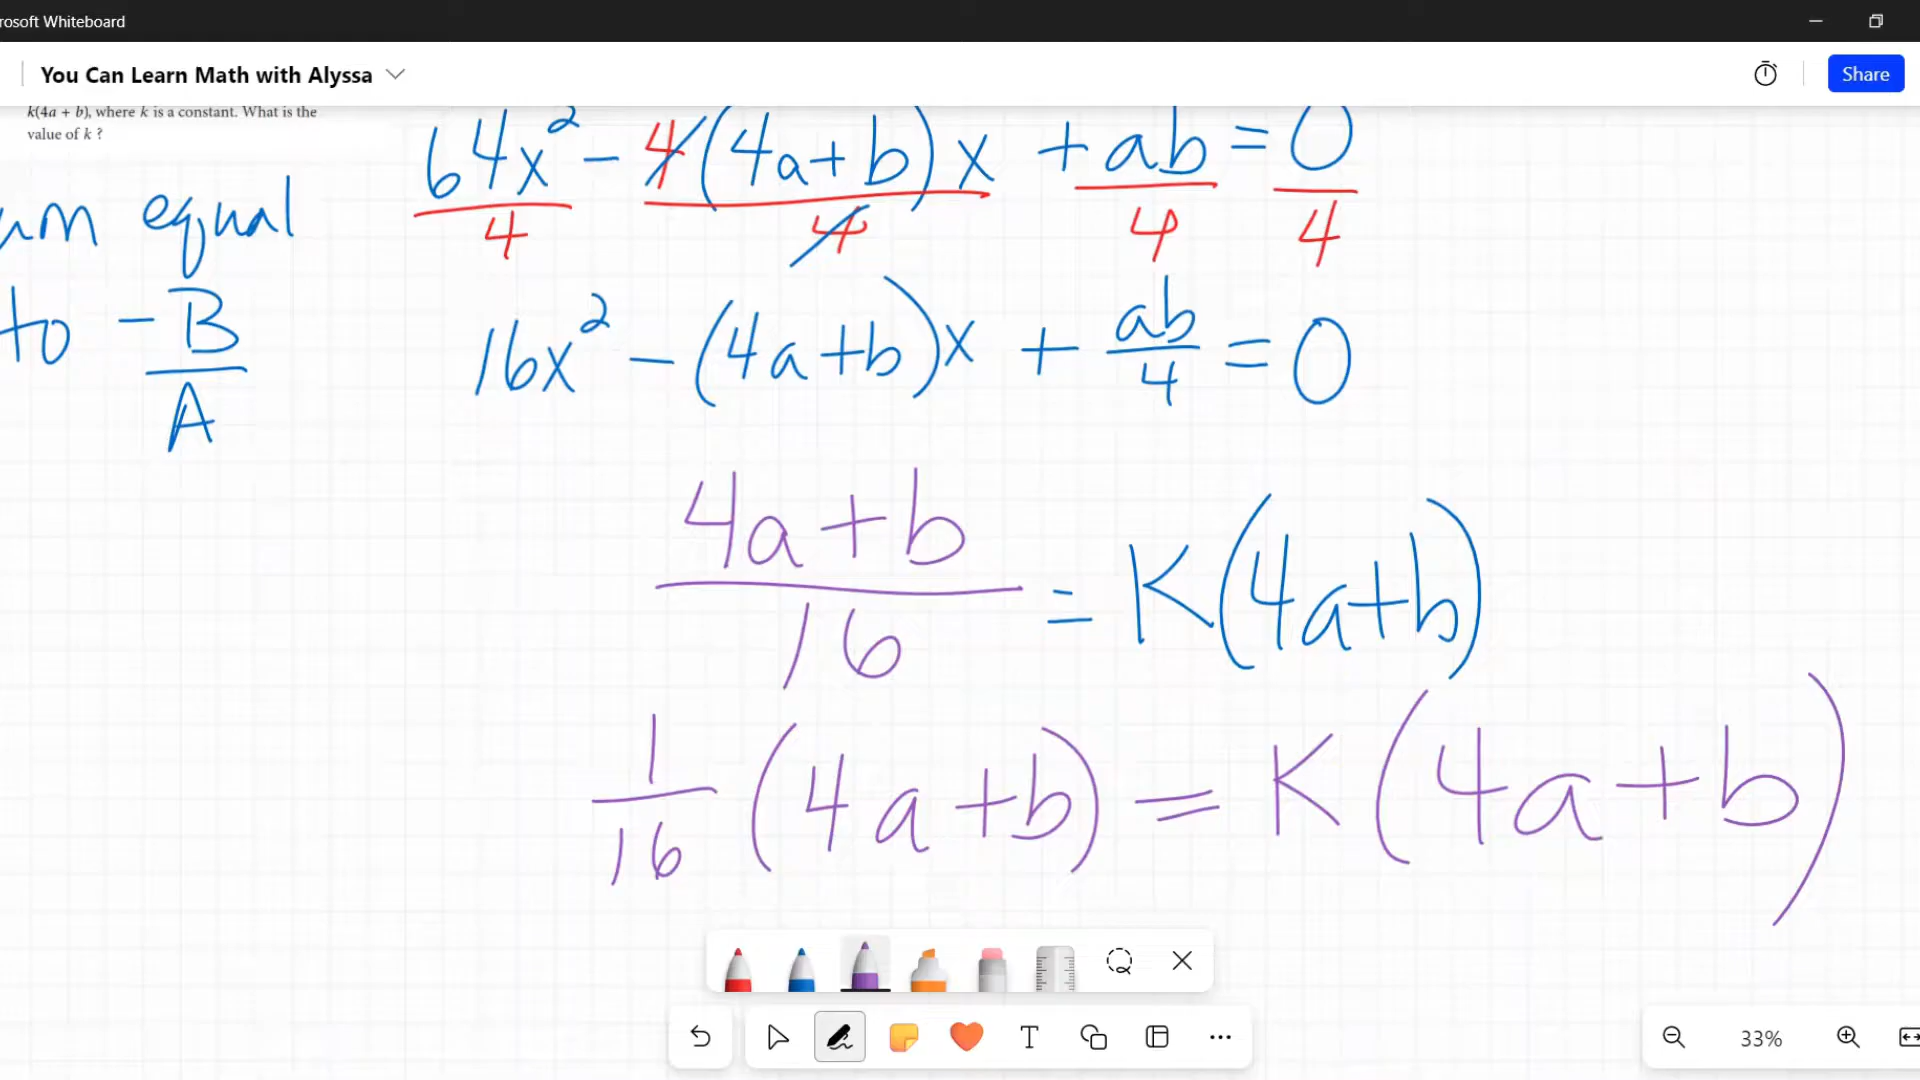 rosoft Whiteboard
You Can Learn Math with Alyssa
Share
k(4a + b), where k is a constant. What is the
value of k ?
64x² - 4(4a+b)x + ab = 0
4 4 4 4
um equal
to - B
A
16x² - (4a+b)x + ab/4 = 0
4a+b
16
= K(4a+b)
1/16 (4a+b) = K(4a+b)
33%